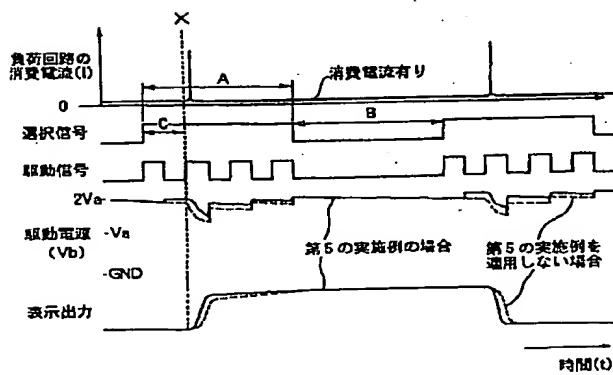 X
負荷回路の
消費電流(I)
A
消費電流有り
0
B
選択信号
C
駆動信号
2Va
駆動電源
(Vb)
-Va
-GND
第5の実施例の場合
第5の実施例を
適用しない場合
表示出力
時間(t)